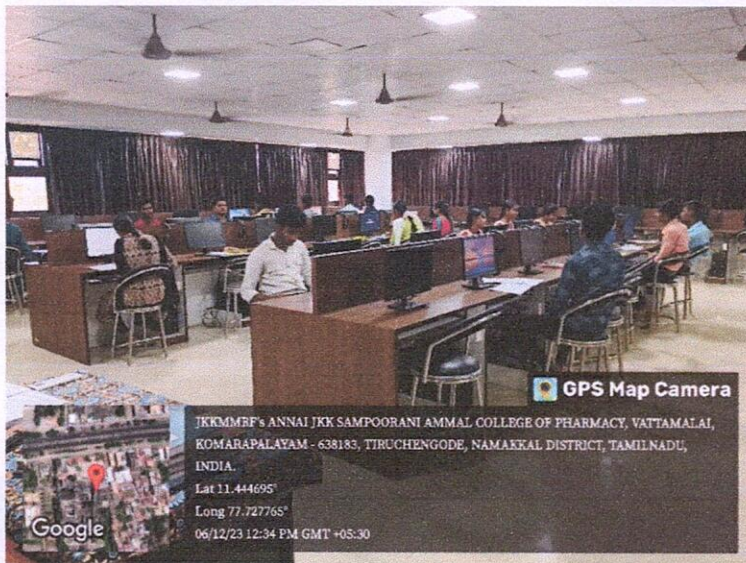 GPS Map Camera
JKKMMRF's ANNAI JKK SAMPOORANI AMMAL COLLEGE OF PHARMACY, VATTAMALAI,
KOMARAPALAYAM - 638183, TIRUCHENGODE, NAMAKKAL DISTRICT, TAMILNADU,
INDIA.
Lat 11.444695°
Long 77.727765°
06/12/23 12:34 PM GMT +05:30
Google